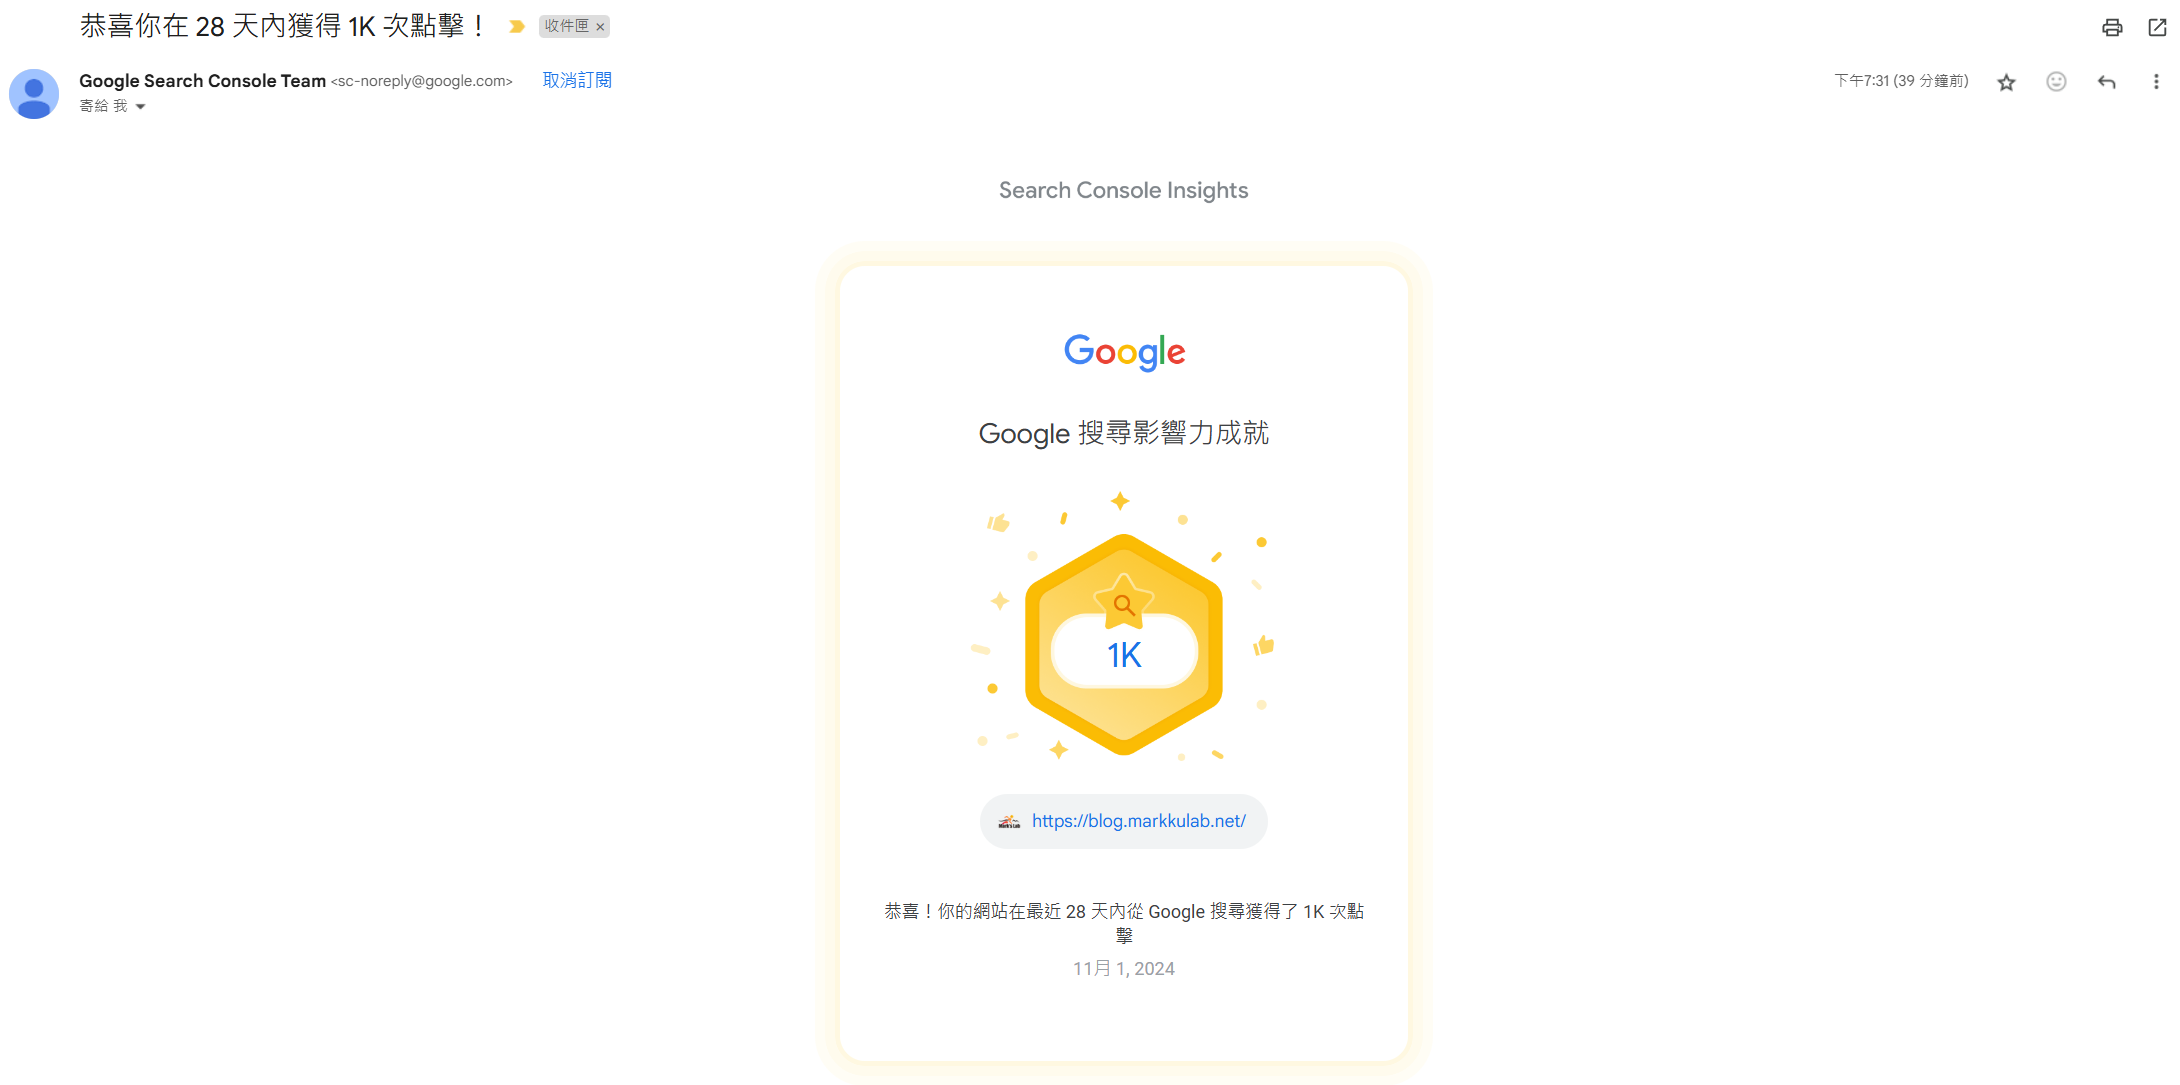 恭喜你在 28 天內獲得 1K 次點擊！ 收件匣 ×
Google Search Console Team <sc-noreply@google.com> 取消訂閱 下午7:31 (39 分鐘前)
寄給 我
Search Console Insights
Google
Google 搜尋影響力成就
1K
Mark's Lab https://blog.markkulab.net/
恭喜！你的網站在最近 28 天內從 Google 搜尋獲得了 1K 次點
擊
11月 1, 2024